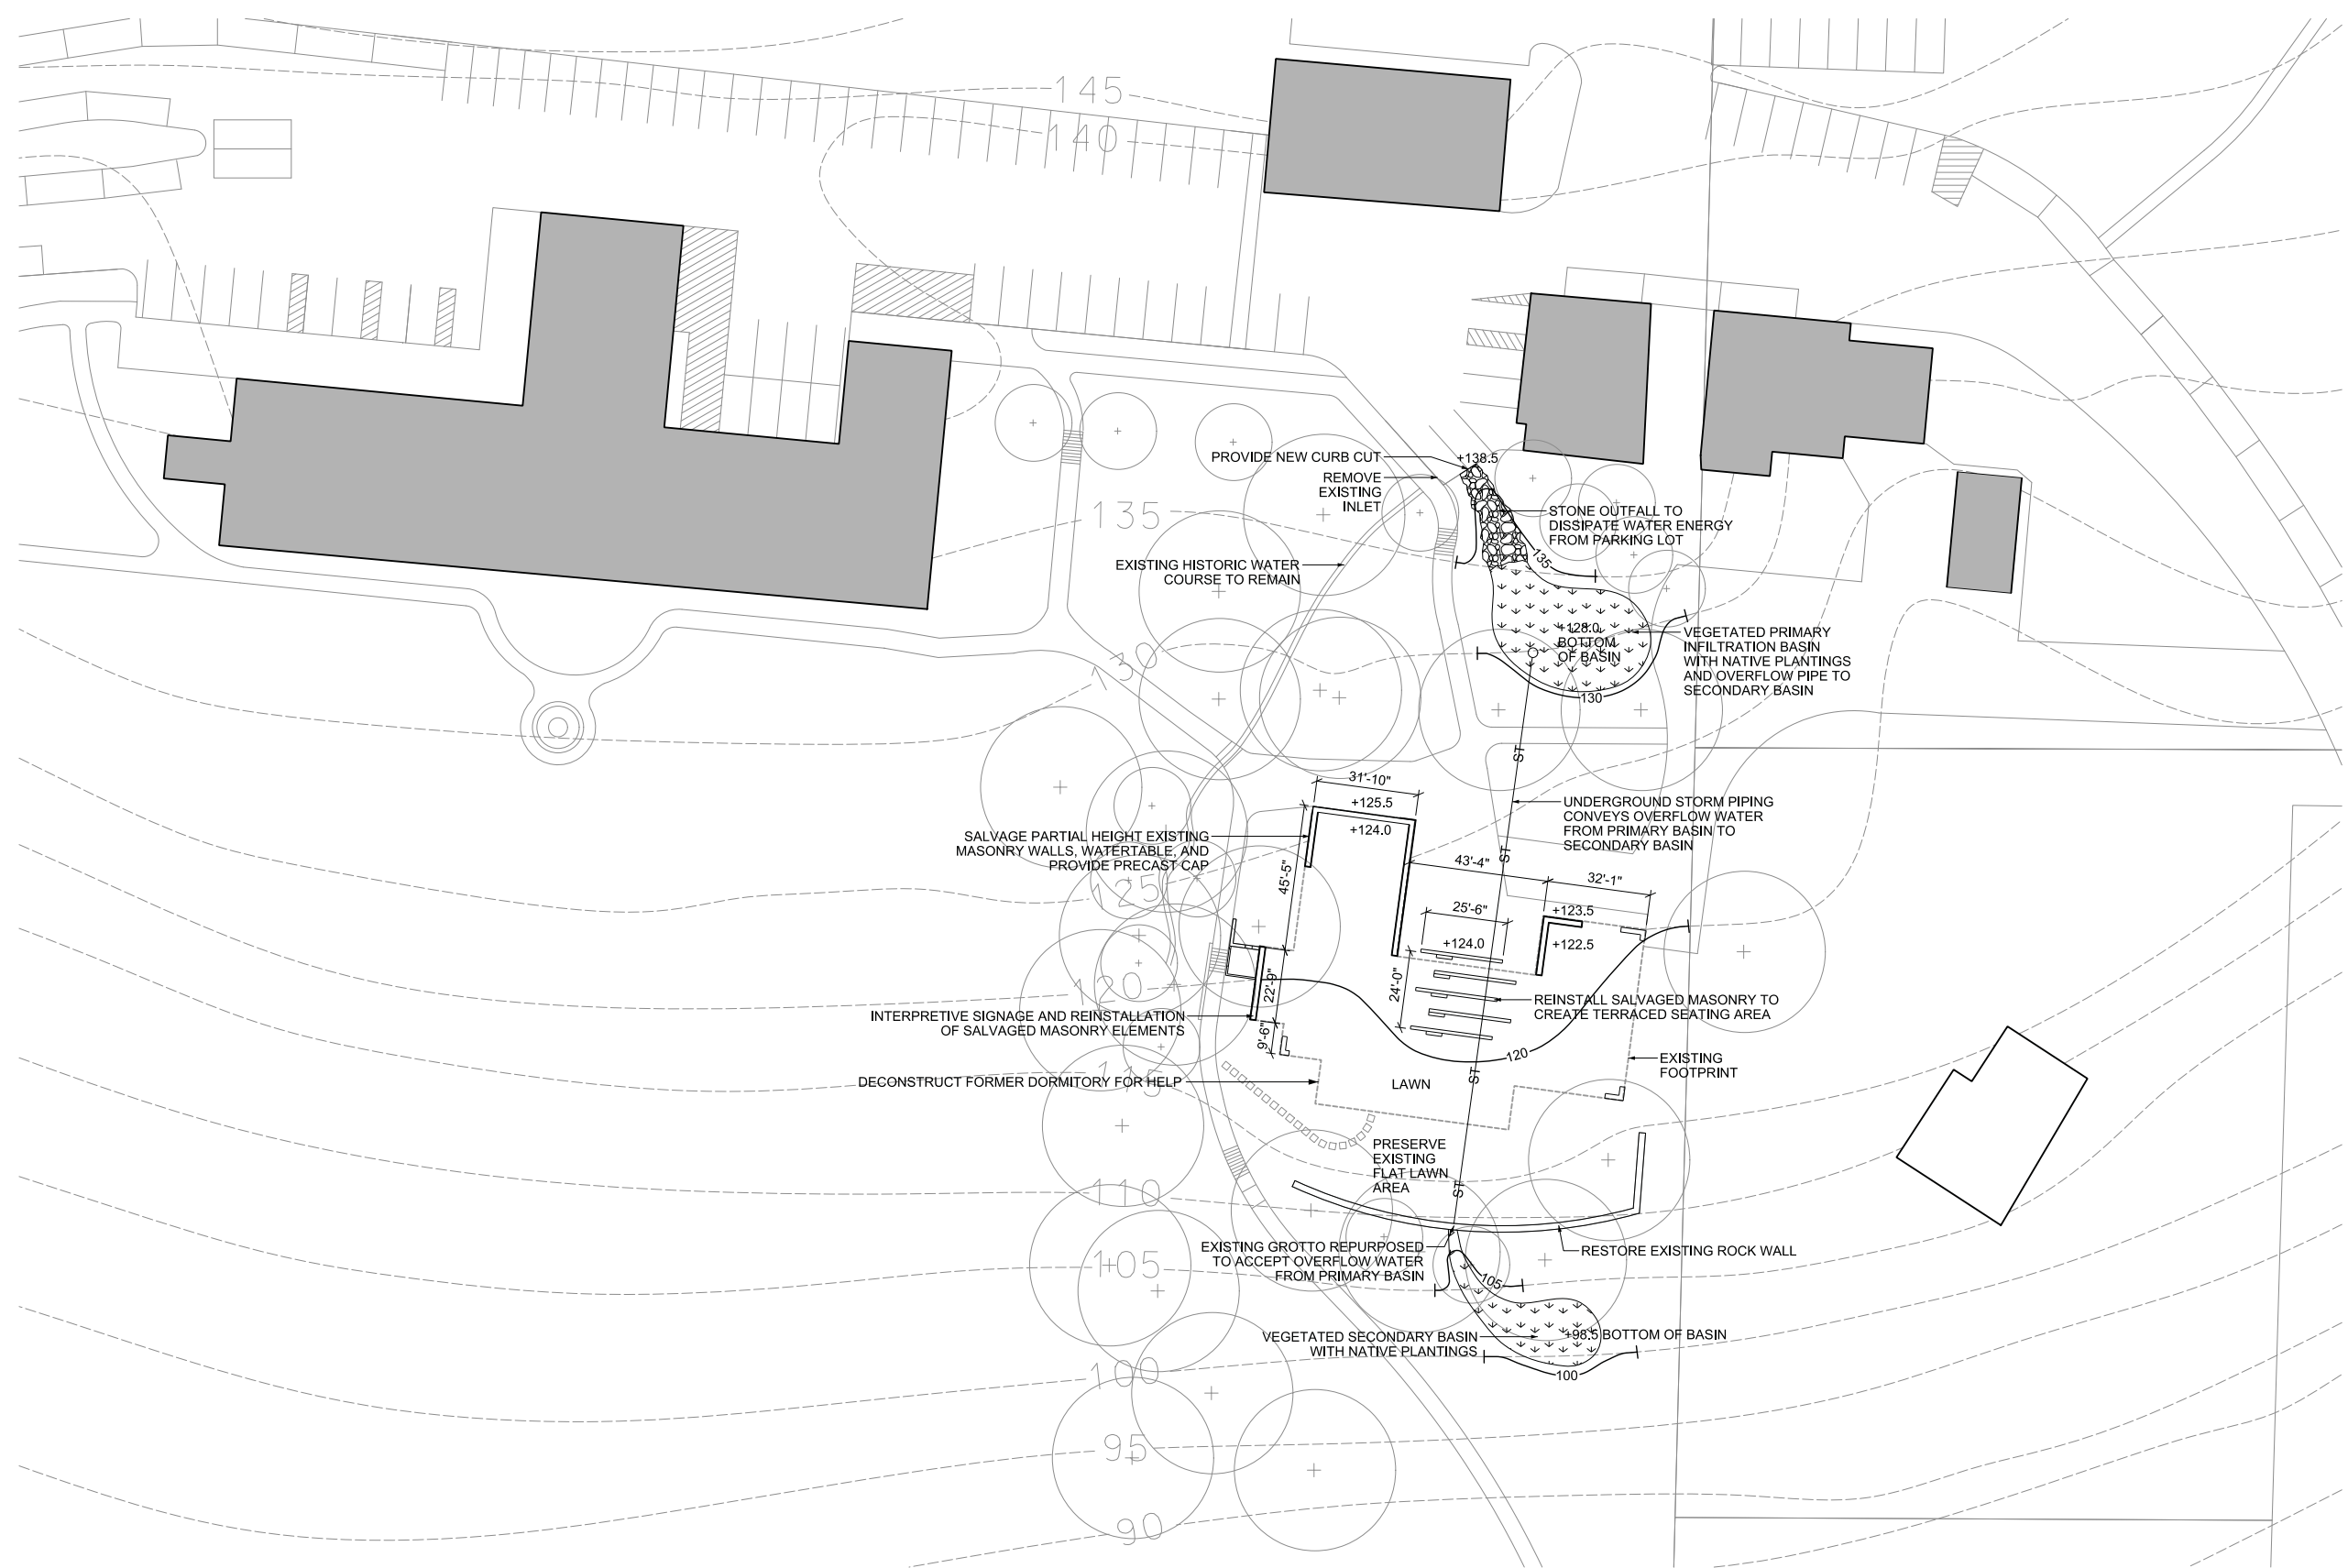 145
140
PROVIDE NEW CURB CUT
+138.5
REMOVE
EXISTING
INLET
135
STONE OUTFALL TO
DISSIPATE WATER ENERGY
FROM PARKING LOT
135
EXISTING HISTORIC WATER
COURSE TO REMAIN
+128.0
BOTTOM
OF BASIN
VEGETATED PRIMARY
INFILTRATION BASIN
WITH NATIVE PLANTINGS
AND OVERFLOW PIPE TO
SECONDARY BASIN
130
130
ST
31'-10"
+125.5
+124.0
UNDERGROUND STORM PIPING
CONVEYS OVERFLOW WATER
FROM PRIMARY BASIN TO
SECONDARY BASIN
SALVAGE PARTIAL HEIGHT EXISTING
MASONRY WALLS, WATERTABLE, AND
PROVIDE PRECAST CAP
45'-5"
43'-4"
ST
32'-1"
125
25'-6"
+123.5
+124.0
+122.5
120
22'-9"
24'-0"
REINSTALL SALVAGED MASONRY TO
CREATE TERRACED SEATING AREA
INTERPRETIVE SIGNAGE AND REINSTALLATION
OF SALVAGED MASONRY ELEMENTS
9'-6"
120
EXISTING
FOOTPRINT
DECONSTRUCT FORMER DORMITORY FOR HELP
115
LAWN
ST
PRESERVE
EXISTING
FLAT LAWN
AREA
110
ST
EXISTING GROTTO REPURPOSED
TO ACCEPT OVERFLOW WATER
FROM PRIMARY BASIN
RESTORE EXISTING ROCK WALL
105
105
VEGETATED SECONDARY BASIN
WITH NATIVE PLANTINGS
+98.5 BOTTOM OF BASIN
100
100
95
90